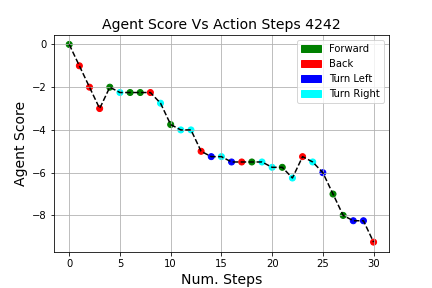 Agent Score Vs Action Steps 4242
Forward
Back
Turn Left
Turn Right
Agent Score
0
−2
−4
−6
−8
0 5 10 15 20 25 30
Num. Steps